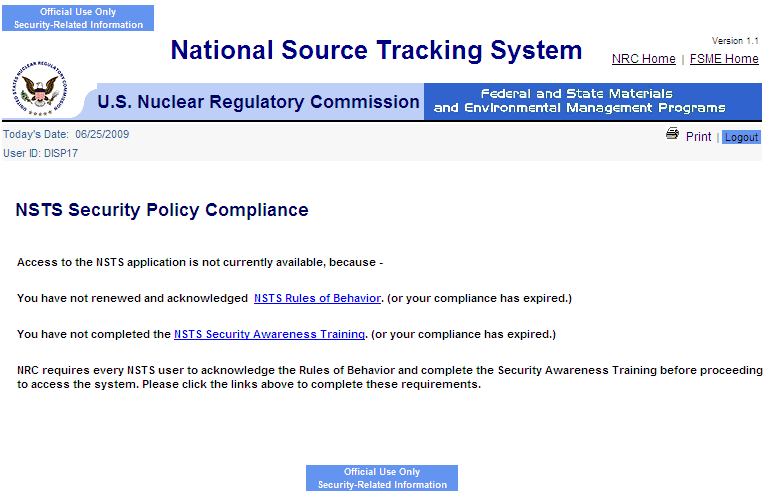 Official Use Only
Security-Related Information
National Source Tracking System
Version 1.1
NRC Home | FSME Home
UNITED STATES NUCLEAR REGULATORY COMMISSION
U.S. Nuclear Regulatory Commission
Federal and State Materials
and Environmental Management Programs
Today's Date: 06/25/2009
Print | Logout
User ID: DISP17
NSTS Security Policy Compliance
Access to the NSTS application is not currently available, because -
You have not renewed and acknowledged NSTS Rules of Behavior. (or your compliance has expired.)
You have not completed the NSTS Security Awareness Training. (or your compliance has expired.)
NRC requires every NSTS user to acknowledge the Rules of Behavior and complete the Security Awareness Training before proceeding
to access the system. Please click the links above to complete these requirements.
Official Use Only
Security-Related Information